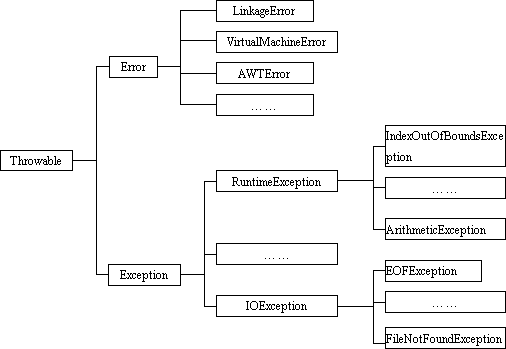 LinkageError
VirtualMachineError
Error
AWTError
……
IndexOutOfBoundsExce
ption
Throwable
RuntimeException
……
ArithmeticException
……
Exception
EOFException
IOException
……
FileNotFoundException